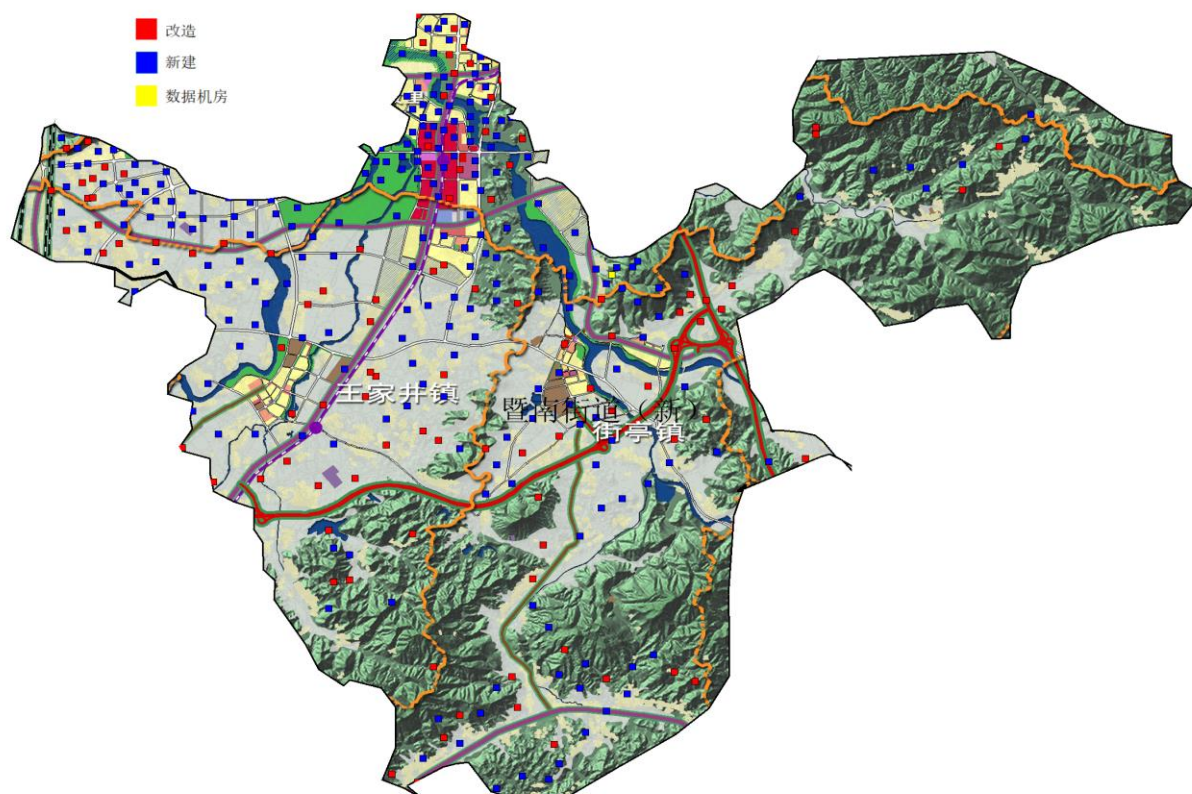 改造
新建
数据机房
王家井镇
暨南街道（新）
街亭镇